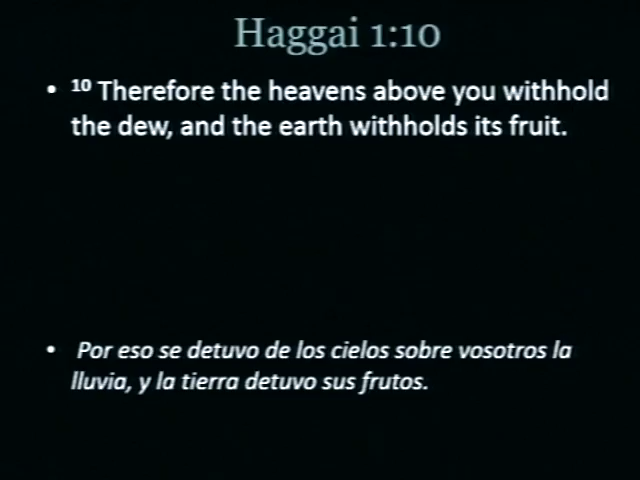 Haggai 1:10
• 10 Therefore the heavens above you withhold
the dew, and the earth withholds its fruit.
• Por eso se detuvo de los cielos sobre vosotros la
lluvia, y la tierra detuvo sus frutos.